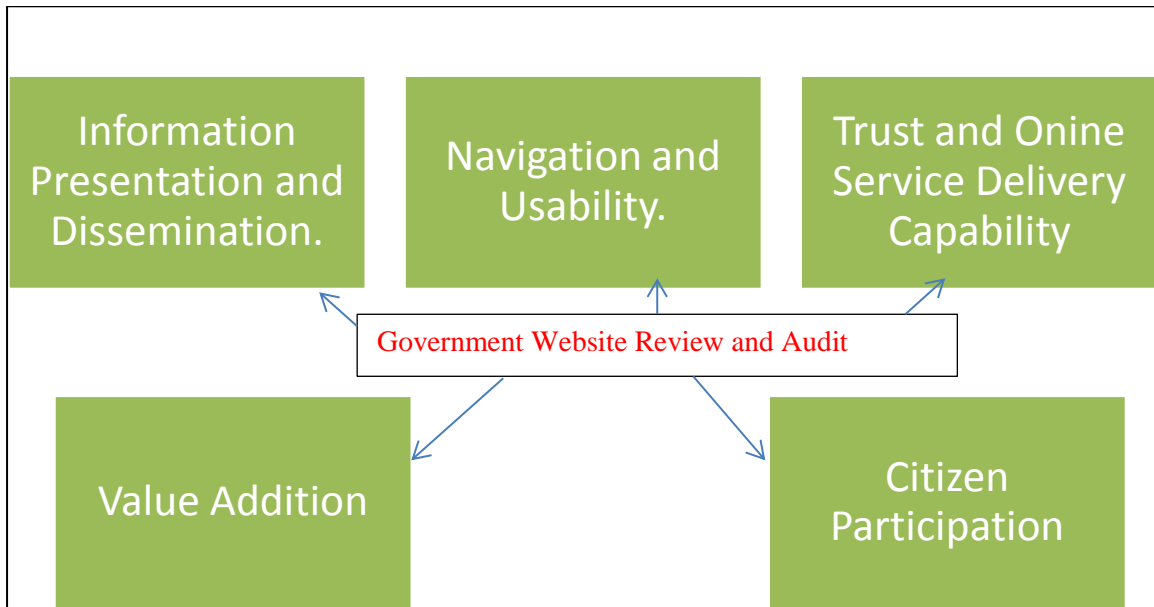 Information
Presentation and
Dissemination.
Navigation and
Usability.
Trust and Onine
Service Delivery
Capability
Government Website Review and Audit
Value Addition
Citizen
Participation